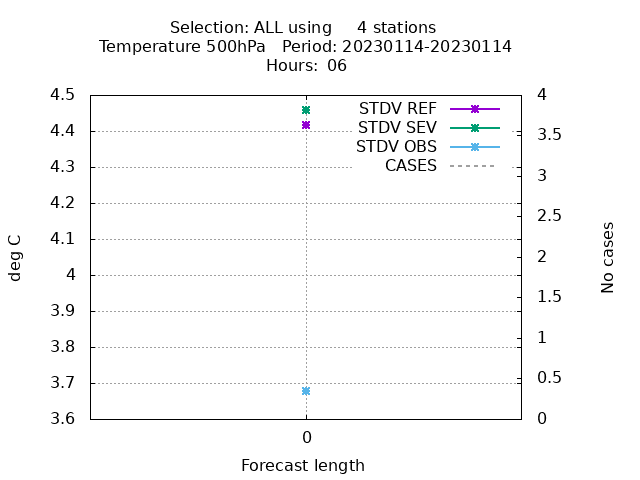 Selection: ALL using     4 stations
Temperature 500hPa   Period: 20230114-20230114
Hours:  06
4.5
4.4
4.3
4.2
4.1
4
3.9
3.8
3.7
3.6
deg C
STDV REF
STDV SEV
STDV OBS
CASES
4
3.5
3
2.5
2
1.5
1
0.5
0
No cases
0
Forecast length